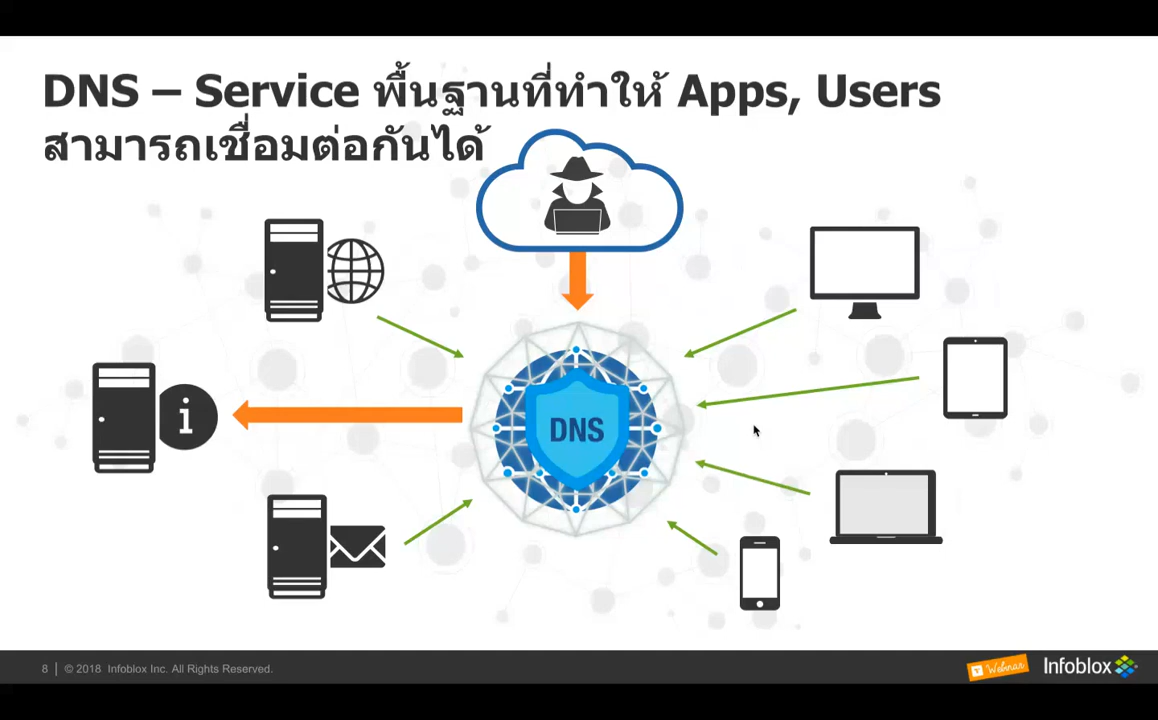 DNS – Service พื้นฐานที่ทำให้ Apps, Users
สามารถเชื่อมต่อกันได้
i
DNS
8 | © 2018 Infoblox Inc. All Rights Reserved.
Webinar
Infoblox